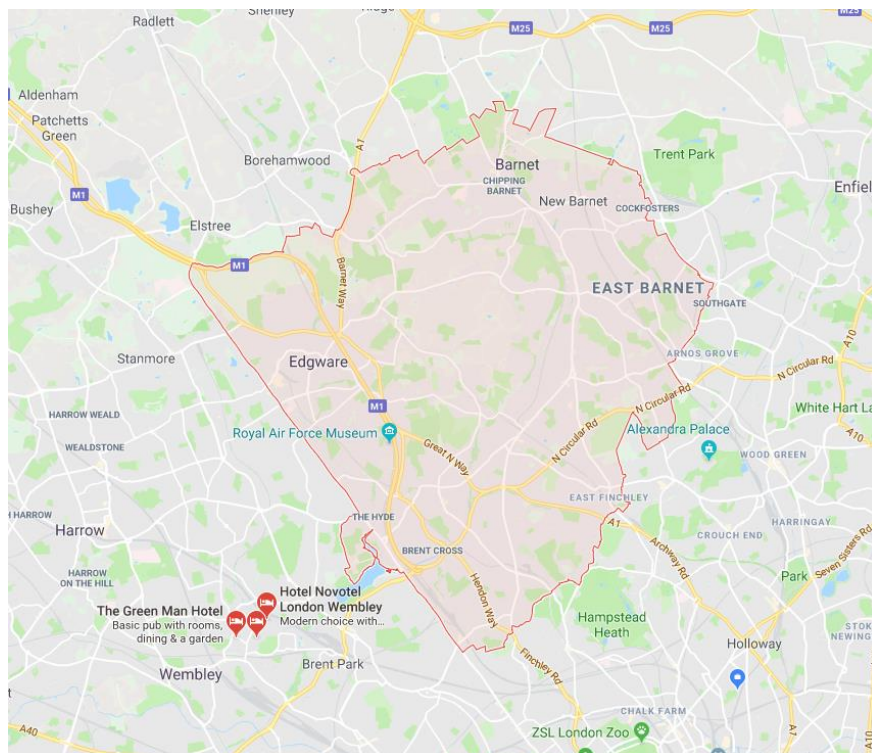 Shenley
Ridge
M25
M25
Radlett
M25
Aldenham
Patchetts
Green
A1
Borehamwood
Barnet
CHIPPING
BARNET
Trent Park
Enfiel
M1
Bushey
Elstree
New Barnet
COCKFOSTERS
M1
Barnet Way
EAST BARNET
SOUTHGATE
Stanmore
Edgware
ARNOS GROVE
A10
N Circular Rd
M1
N Circular Rd
HARROW WEALD
White Hart La
A10
Royal Air Force Museum
Great N Way
N Circular Rd
Alexandra Palace
WEALDSTONE
WOOD GREEN
EAST FINCHLEY
H HARROW
Harrow
THE HYDE
A1
HARRINGAY
CROUCH END
BRENT CROSS
Archway Rd
Seven Sisters Rd
HARROW
ON THE HILL
Hendon Way
Park
Hotel Novotel
London Wembley
Modern choice with...
The Green Man Hotel
Basic pub with rooms,
dining & a garden
Hampstead
Heath
STOK
NEWING
Holloway
Brent Park
Wembley
Finchley Rd
CHALK FARM
A1
A10
A40
ZSL London Zoo